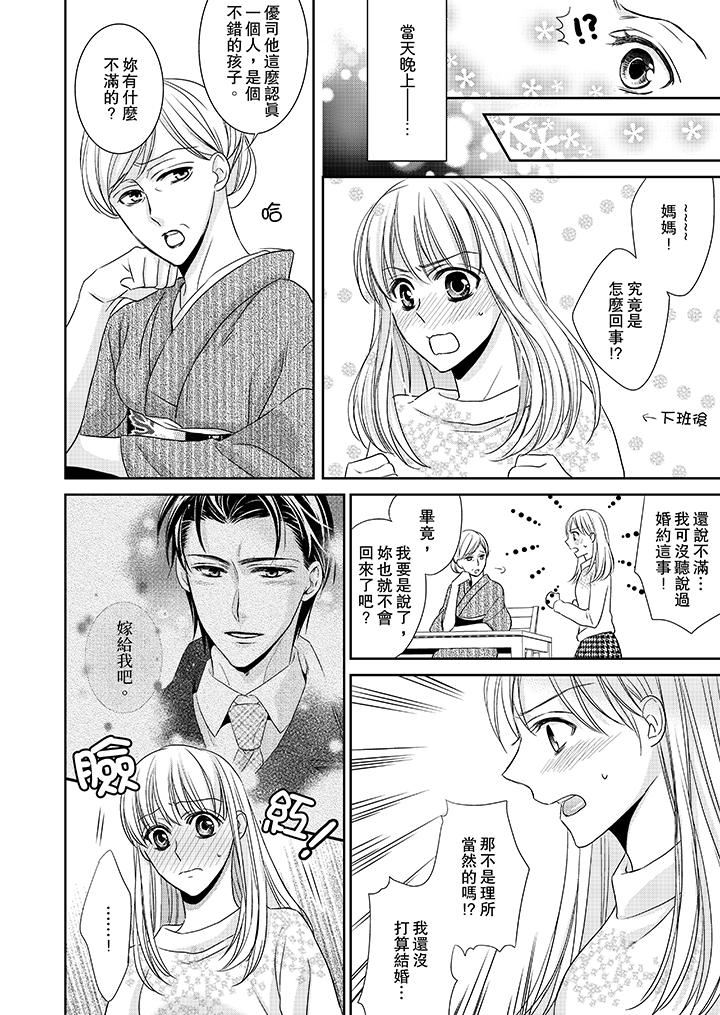 !?
當天晚上——…
~~~~
媽媽！
究竟是
怎麼回事!?
←下班後
優司他這麼認真
一個人，是個
不錯的孩子。
妳有什麼
不滿的？
哈
還說不滿…
我可沒聽說過
婚約這事！
畢竟，
我要是說了，
妳也就不會
回來了吧？
那不是理所
當然的嗎!?
我還沒
打算結婚…
嫁給我吧。
臉紅！
……！